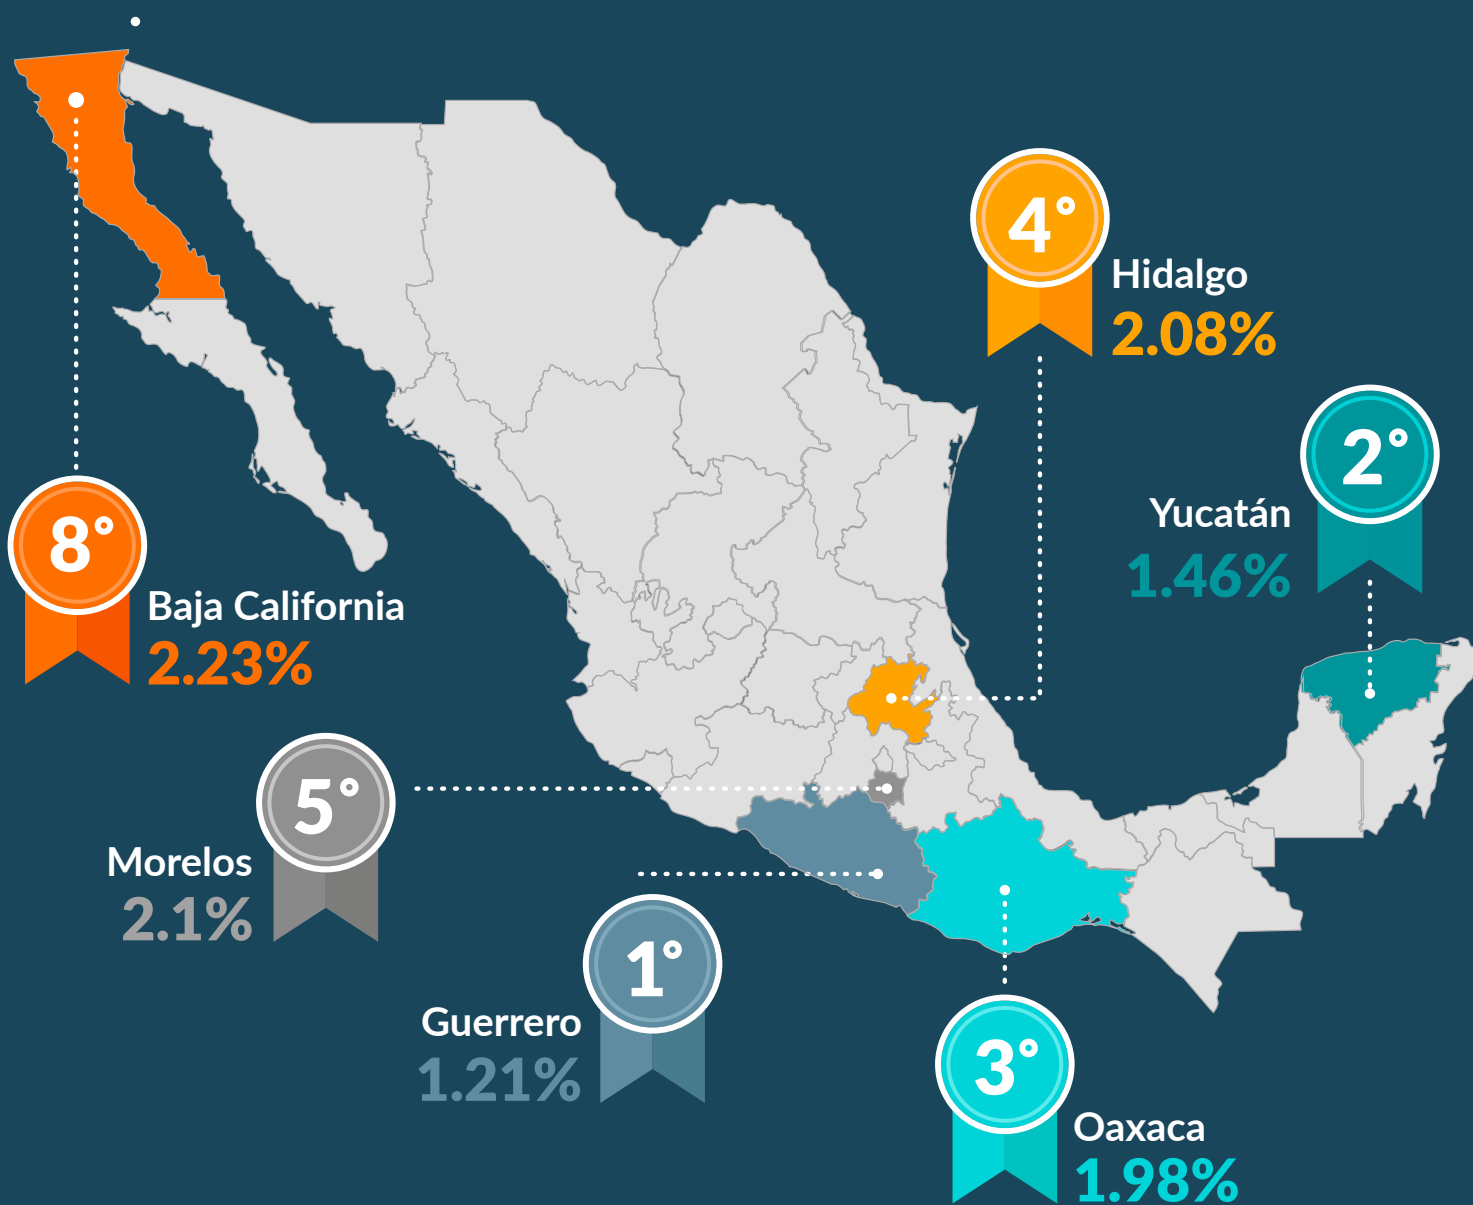 4°
Hidalgo
2.08%
2°
Yucatán
1.46%
8°
Baja California
2.23%
5°
Morelos
2.1%
1°
Guerrero
1.21%
3°
Oaxaca
1.98%